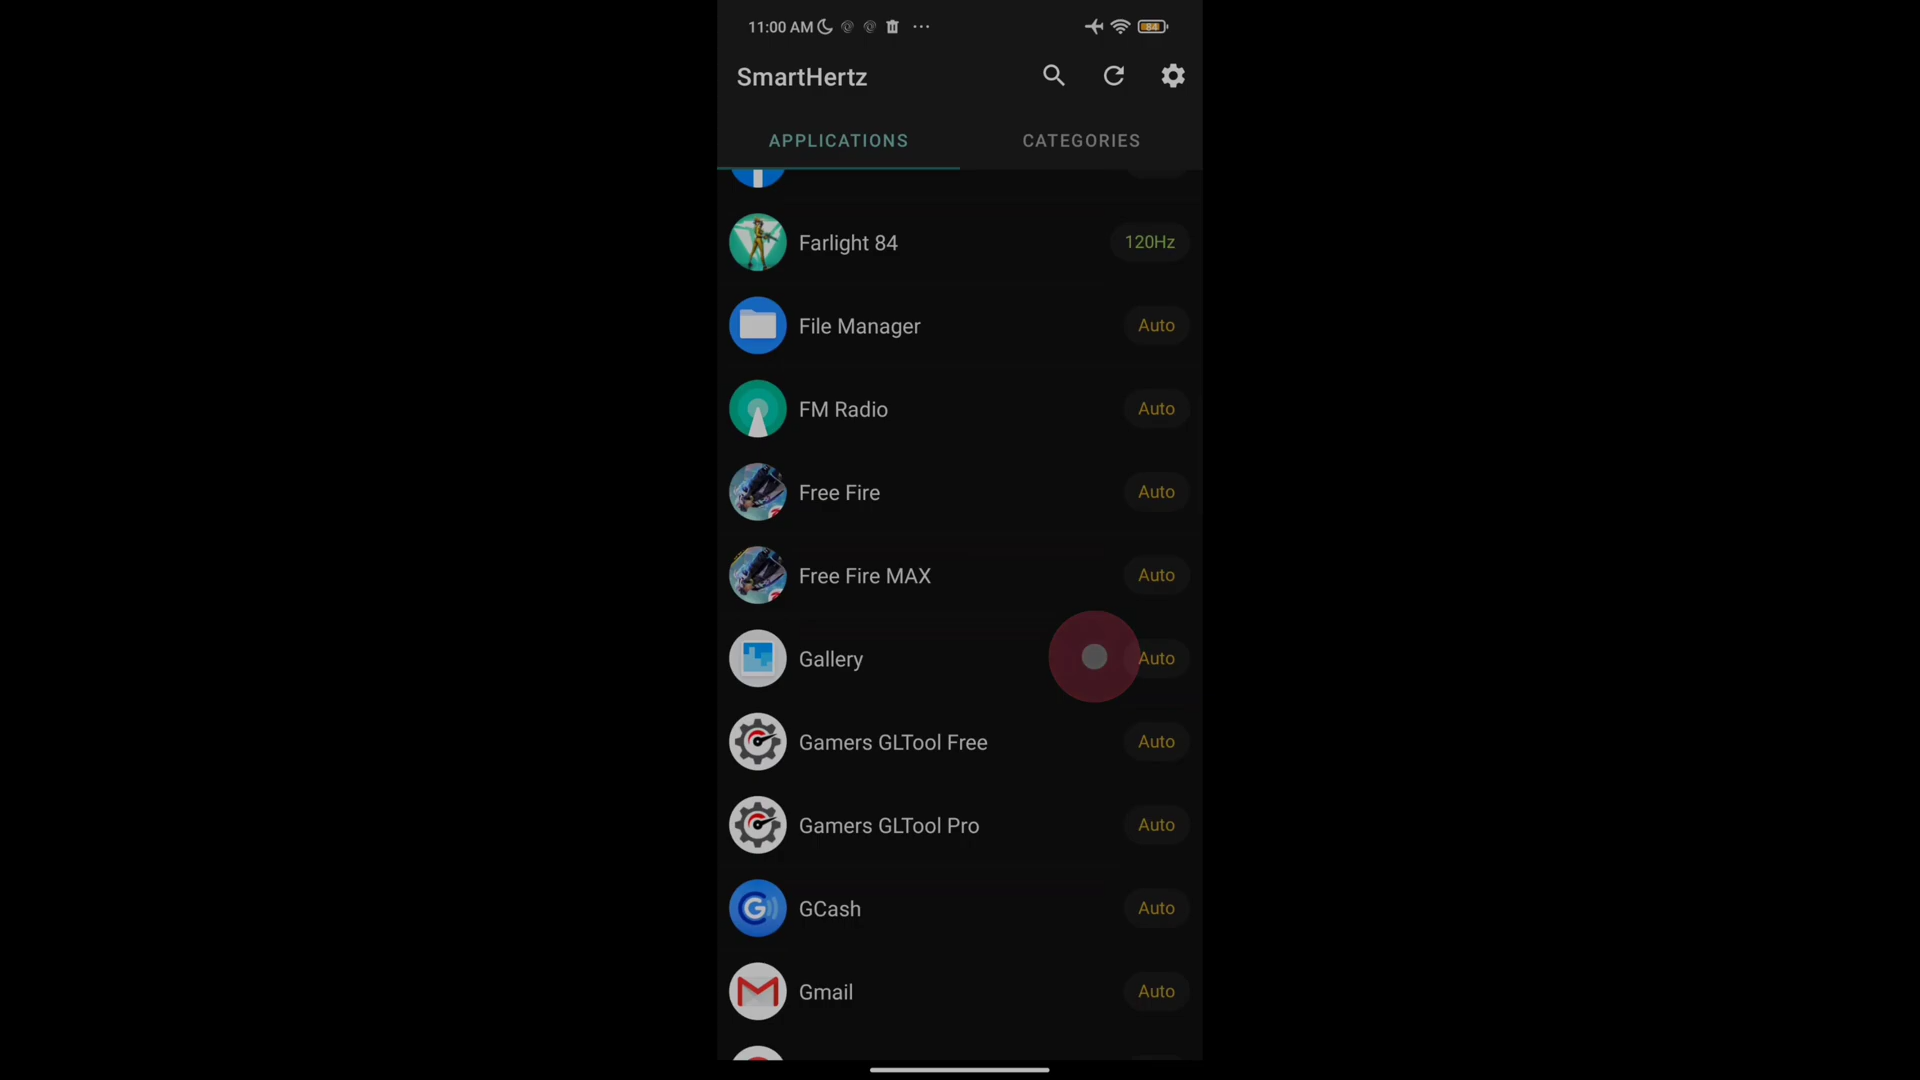 11:00 AM
84
SmartHertz
APPLICATIONS
CATEGORIES
Farlight 84
120Hz
File Manager
Auto
FM Radio
Auto
Free Fire
Auto
Free Fire MAX
Auto
Gallery
Auto
Gamers GLTool Free
Auto
Gamers GLTool Pro
Auto
GCash
Auto
Gmail
Auto